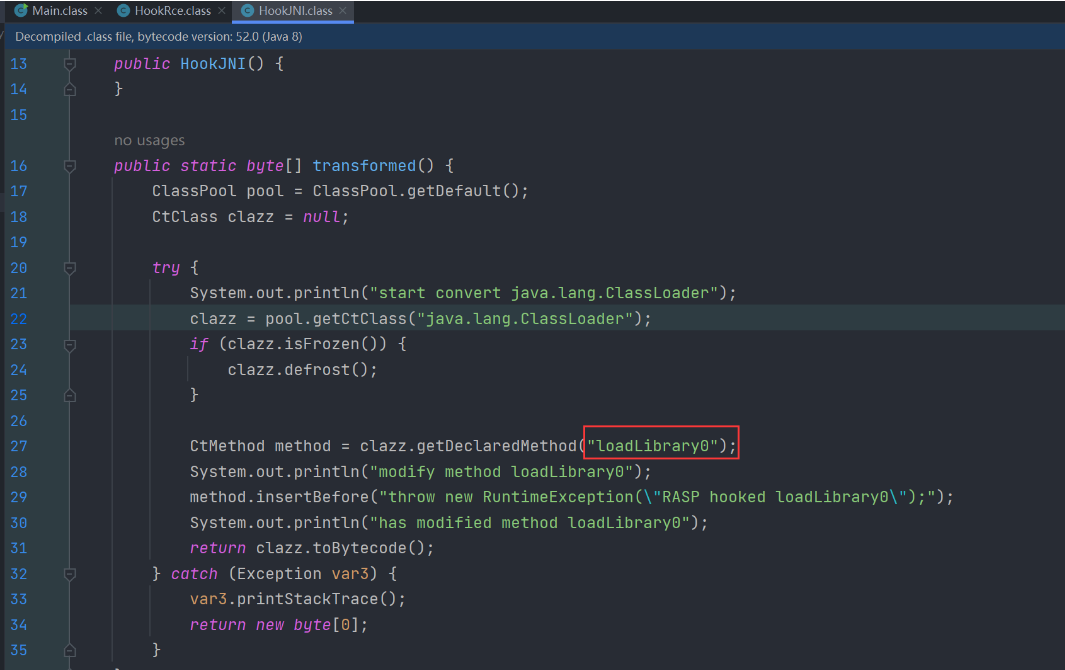 Main.class HookRce.class HookJNI.class
Decompiled .class file, bytecode version: 52.0 (Java 8)
13 public HookJNI() {
14 }
15
no usages
16 public static byte[] transformed() {
17 ClassPool pool = ClassPool.getDefault();
18 CtClass clazz = null;
19
20 try {
21 System.out.println("start convert java.lang.ClassLoader");
22 clazz = pool.getCtClass("java.lang.ClassLoader");
23 if (clazz.isFrozen()) {
24 clazz.defrost();
25 }
26
27 CtMethod method = clazz.getDeclaredMethod("loadLibrary0");
28 System.out.println("modify method loadLibrary0");
29 method.insertBefore("throw new RuntimeException(\"RASP hooked loadLibrary0\");");
30 System.out.println("has modified method loadLibrary0");
31 return clazz.toBytecode();
32 } catch (Exception var3) {
33 var3.printStackTrace();
34 return new byte[0];
35 }